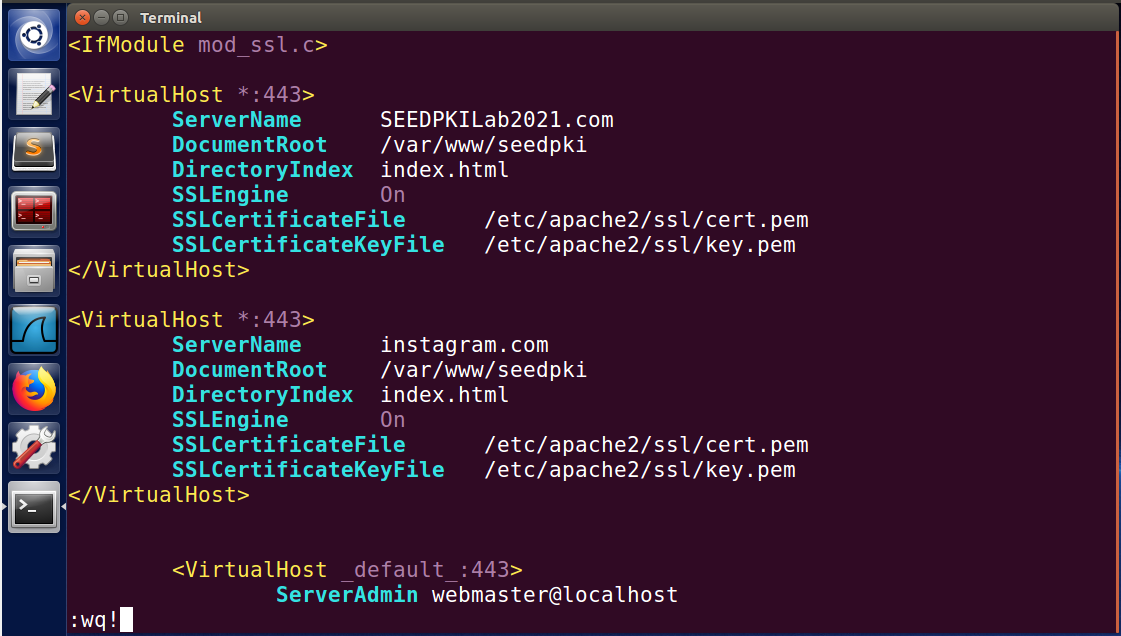 Terminal
<IfModule mod_ssl.c>
<VirtualHost *:443>
ServerName SEEDPKILab2021.com
DocumentRoot /var/www/seedpki
DirectoryIndex index.html
SSLEngine On
SSLCertificateFile /etc/apache2/ssl/cert.pem
SSLCertificateKeyFile /etc/apache2/ssl/key.pem
</VirtualHost>
<VirtualHost *:443>
ServerName instagram.com
DocumentRoot /var/www/seedpki
DirectoryIndex index.html
SSLEngine On
SSLCertificateFile /etc/apache2/ssl/cert.pem
SSLCertificateKeyFile /etc/apache2/ssl/key.pem
</VirtualHost>
<VirtualHost _default_:443>
ServerAdmin webmaster@localhost
:wq!